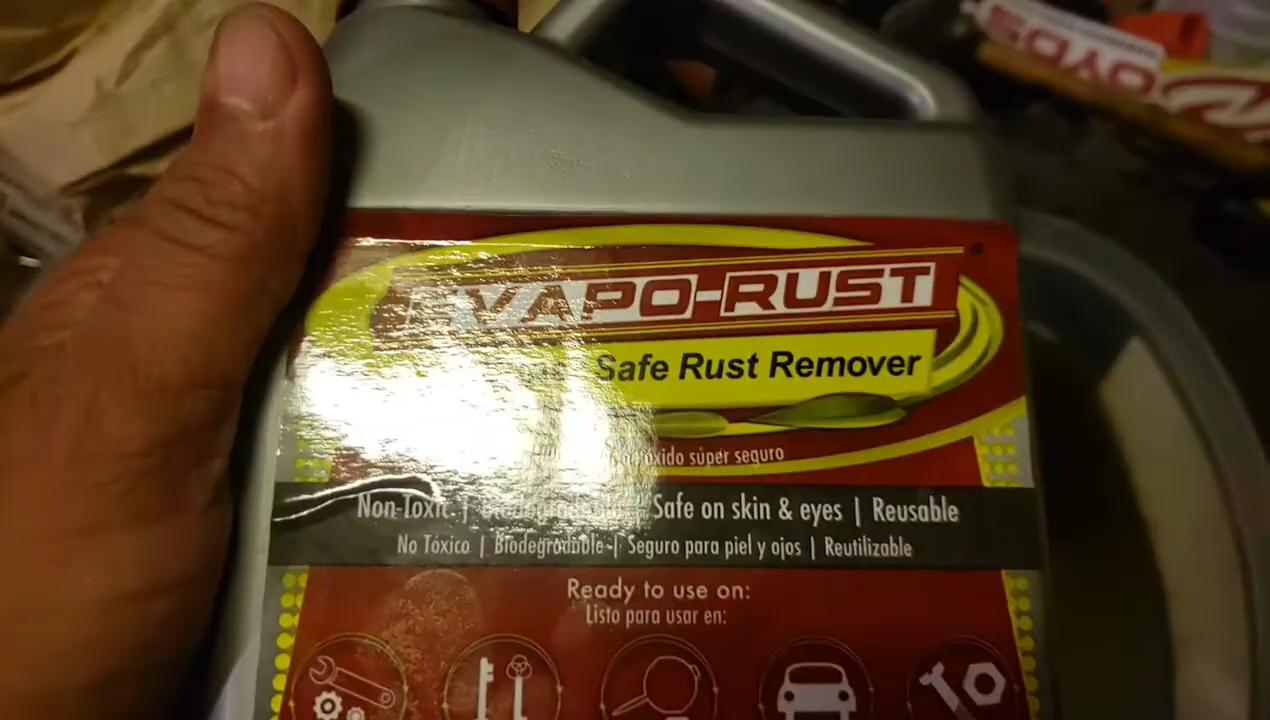 VAPO-RUST
Safe Rust Remover
óxido súper seguro
Non-Toxic | Safe on skin & eyes | Reusable
No Tóxico | Biodegradable | Seguro para piel y ojos | Reutilizable
Ready to use on:
Listo para usar en: